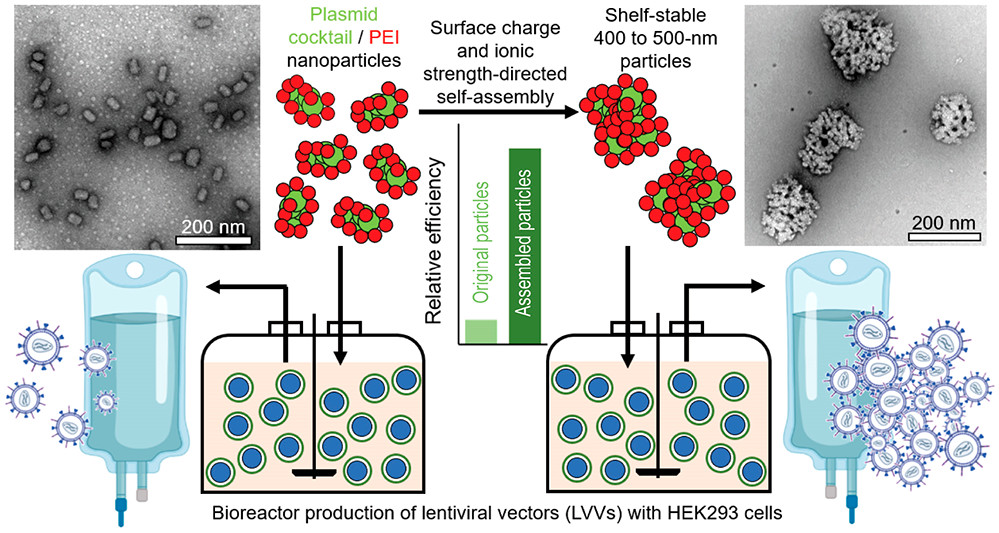 Plasmid
cocktail / PEI
nanoparticles
Surface charge
and ionic
strength-directed
self-assembly
Shelf-stable
400 to 500-nm
particles
200 nm
Relative efficiency
Original particles
Assembled particles
200 nm
Bioreactor production of lentiviral vectors (LVVs) with HEK293 cells